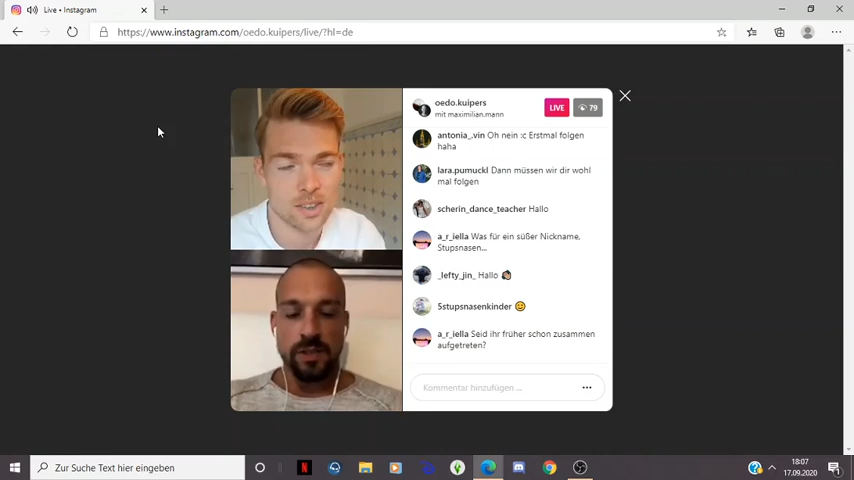 Live • Instagram
https://www.instagram.com/oedo.kuipers/live/?hl=de
oedo.kuipers
mit maximilian.mann
LIVE
79
antonia_.vin Oh nein :c Erstmal folgen
haha
lara.pumuckl Dann müssen wir dir wohl
mal folgen
scherin_dance_teacher Hallo
a_r_iella Was für ein süßer Nickname,
Stupsnasen...
_lefty_jin_ Hallo
5stupsnasenkinder
a_r_iella Seid ihr früher schon zusammen
aufgetreten?
Kommentar hinzufügen ...
Zur Suche Text hier eingeben
18:07
17.09.2020